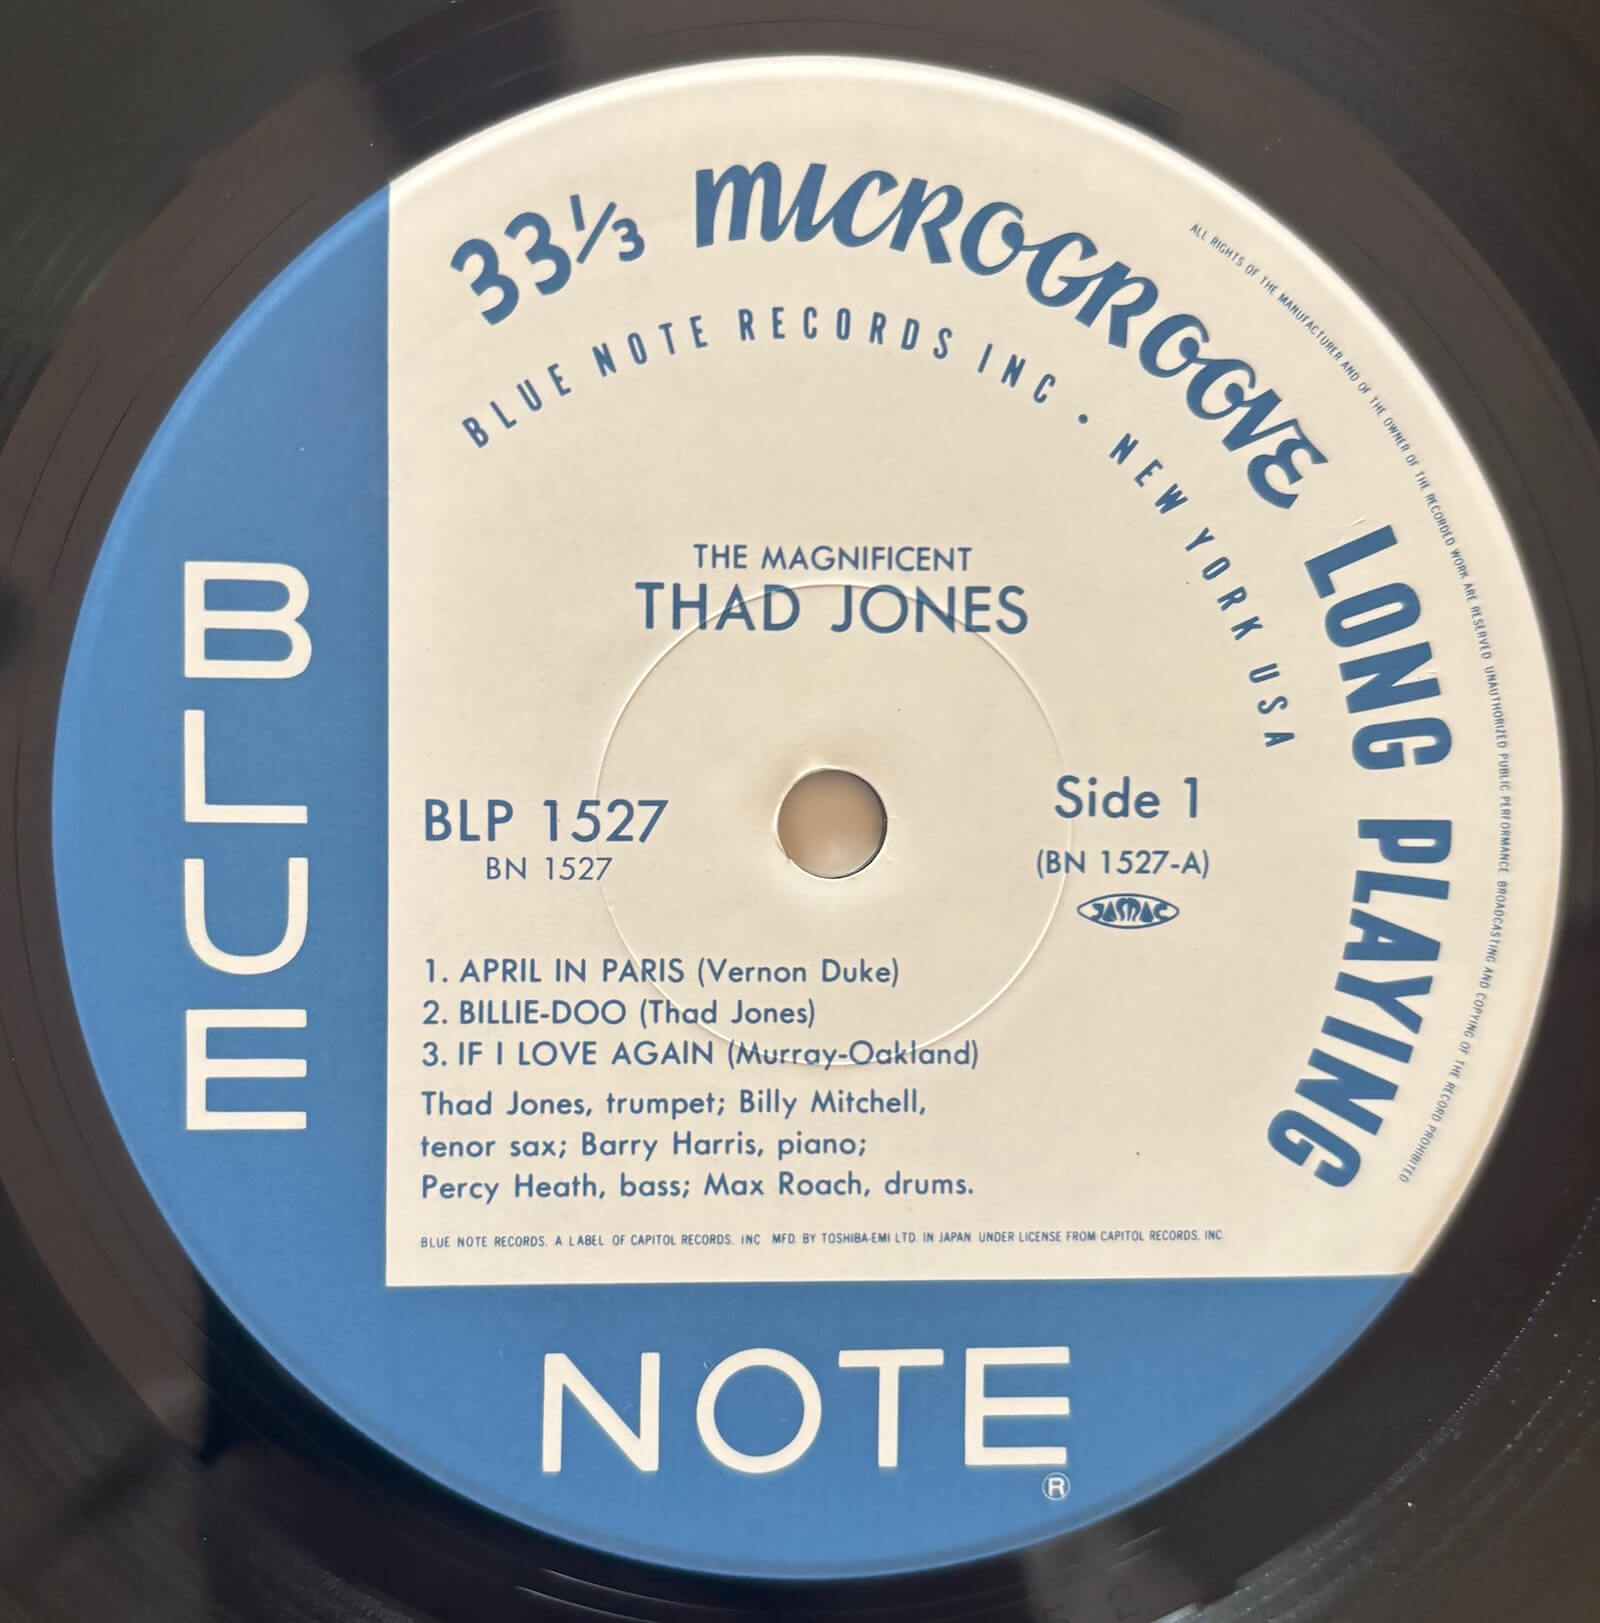 33⅓ MICROGROOVE LONG PLAYING
BLUE NOTE RECORDS INC · NEW YORK USA
ALL RIGHTS OF THE MANUFACTURER AND OF THE OWNER OF THE RECORDED WORK ARE RESERVED UNAUTHORIZED PUBLIC PERFORMANCE BROADCASTING AND COPYING OF THE RECORD PROHIBITED
THE MAGNIFICENT
THAD JONES
BLP 1527
BN 1527
Side 1
(BN 1527-A)
JASRAC
1. APRIL IN PARIS (Vernon Duke)
2. BILLIE-DOO (Thad Jones)
3. IF I LOVE AGAIN (Murray-Oakland)
Thad Jones, trumpet; Billy Mitchell,
tenor sax; Barry Harris, piano;
Percy Heath, bass; Max Roach, drums.
BLUE NOTE RECORDS. A LABEL OF CAPITOL RECORDS. INC MFD. BY TOSHIBA-EMI LTD. IN JAPAN UNDER LICENSE FROM CAPITOL RECORDS. INC
BLUE
NOTE
®